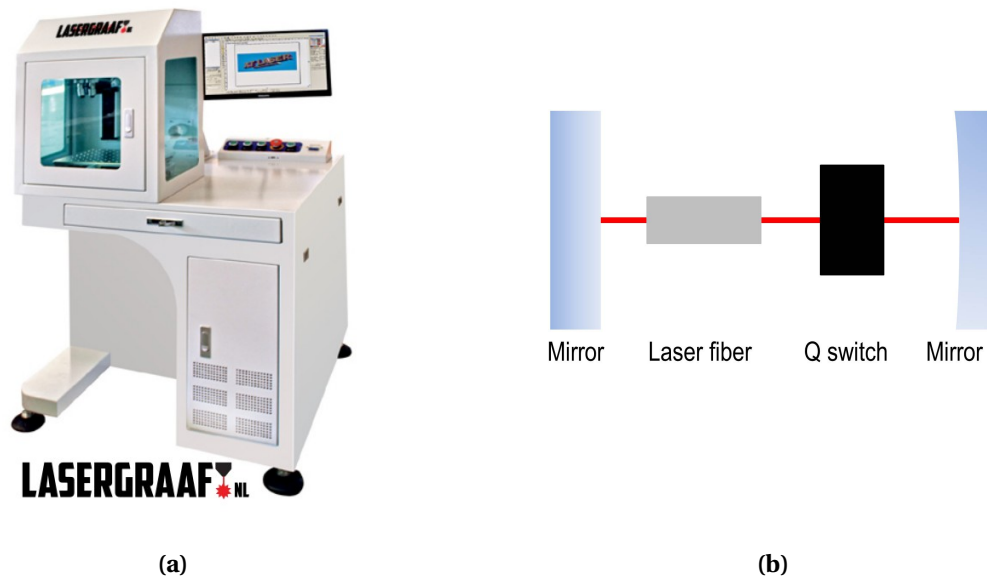 LASERGRAAF.NL
LASERGRAAF NL
Mirror
Laser fiber
Q switch
Mirror
(a)
(b)